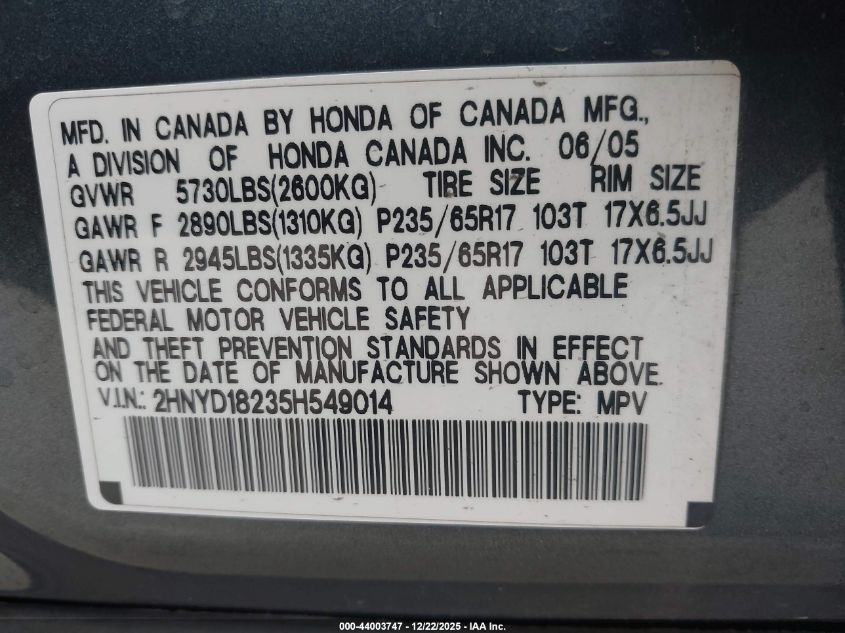 MFD. IN CANADA BY HONDA OF CANADA MFG.,
A DIVISION OF HONDA CANADA INC. 06/05
GVWR 5730LBS(2600KG) TIRE SIZE RIM SIZE
GAWR F 2890LBS(1310KG) P235/65R17 103T 17X6.5JJ
GAWR R 2945LBS(1335KG) P235/65R17 103T 17X6.5JJ
THIS VEHICLE CONFORMS TO ALL APPLICABLE
FEDERAL MOTOR VEHICLE SAFETY
AND THEFT PREVENTION STANDARDS IN EFFECT
ON THE DATE OF MANUFACTURE SHOWN ABOVE.
V.I.N.: 2HNYD18235H549014 TYPE: MPV
000-44003747 - 12/22/2025 - IAA Inc.